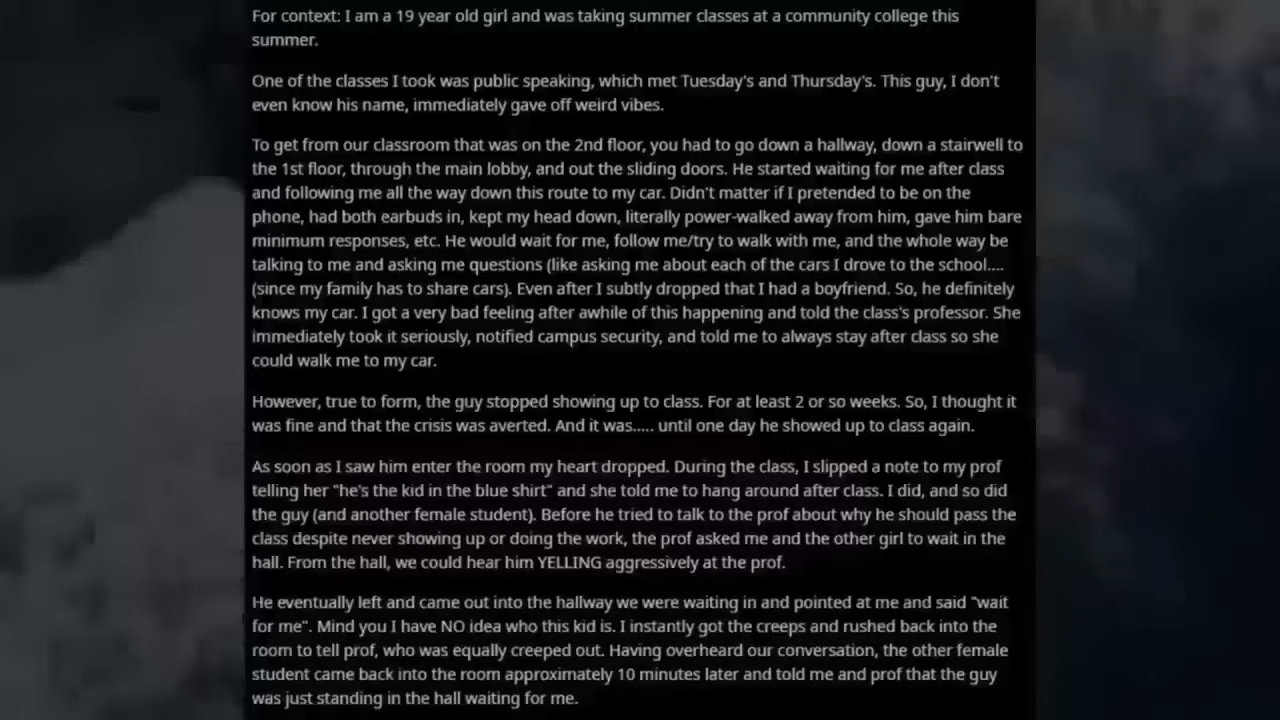 For context: I am a 19 year old girl and was taking summer classes at a community college this
summer.
One of the classes I took was public speaking, which met Tuesday's and Thursday's. This guy, I don't
even know his name, immediately gave off weird vibes.
To get from our classroom that was on the 2nd floor, you had to go down a hallway, down a stairwell to
the 1st floor, through the main lobby, and out the sliding doors. He started waiting for me after class
and following me all the way down this route to my car. Didn't matter if I pretended to be on the
phone, had both earbuds in, kept my head down, literally power-walked away from him, gave him bare
minimum responses, etc. He would wait for me, follow me/try to walk with me, and the whole way be
talking to me and asking me questions (like asking me about each of the cars I drove to the school....
(since my family has to share cars). Even after I subtly dropped that I had a boyfriend. So, he definitely
knows my car. I got a very bad feeling after awhile of this happening and told the class's professor. She
immediately took it seriously, notified campus security, and told me to always stay after class so she
could walk me to my car.
However, true to form, the guy stopped showing up to class. For at least 2 or so weeks. So, I thought it
was fine and that the crisis was averted. And it was..... until one day he showed up to class again.
As soon as I saw him enter the room my heart dropped. During the class, I slipped a note to my prof
telling her "he's the kid in the blue shirt" and she told me to hang around after class. I did, and so did
the guy (and another female student). Before he tried to talk to the prof about why he should pass the
class despite never showing up or doing the work, the prof asked me and the other girl to wait in the
hall. From the hall, we could hear him YELLING aggressively at the prof.
He eventually left and came out into the hallway we were waiting in and pointed at me and said "wait
for me". Mind you I have NO idea who this kid is. I instantly got the creeps and rushed back into the
room to tell prof, who was equally creeped out. Having overheard our conversation, the other female
student came back into the room approximately 10 minutes later and told me and prof that the guy
was just standing in the hall waiting for me.